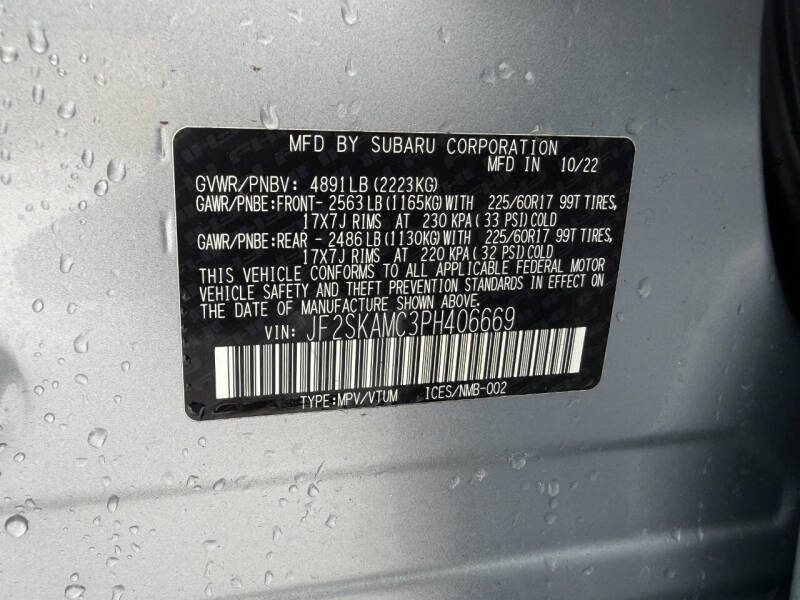 MFD BY SUBARU CORPORATION
MFD IN 10/22
GVWR/PNBV: 4891LB(2223KG)
GAWR/PNBE:FRONT- 2563 LB(1165KG)WITH 225/60R17 99T TIRES,
17X7J RIMS AT 230 KPA( 33 PSI)COLD
GAWR/PNBE:REAR - 2486 LB(1130KG)WITH 225/60R17 99T TIRES,
17X7J RIMS AT 220 KPA( 32 PSI)COLD
THIS VEHICLE CONFORMS TO ALL APPLICABLE FEDERAL MOTOR
VEHICLE SAFETY AND THEFT PREVENTION STANDARDS IN EFFECT ON
THE DATE OF MANUFACTURE SHOWN ABOVE.
VIN: JF2SKAMC3PH406669
TYPE:MPV/VTUM ICES/NMB-002